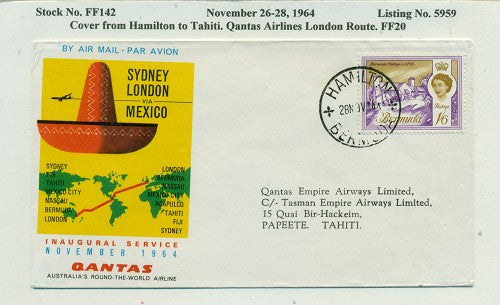 Stock No. FF142 November 26-28, 1964 Listing No. 5959
Cover from Hamilton to Tahiti. Qantas Airlines London Route. FF20
BY AIR MAIL · PAR AVION
SYDNEY
LONDON
VIA
MEXICO
SYDNEY
FIJI
TAHITI
MEXICO CITY
NASSAU
BERMUDA
LONDON
LONDON
BERMUDA
NASSAU
MEXICO CITY
ACAPULCO
TAHITI
FIJI
SYDNEY
INAUGURAL SERVICE
NOVEMBER 1964
QANTAS
AUSTRALIA'S ROUND-THE-WORLD AIRLINE
HAMILTON
BERMUDA
Postage
Bermuda
1/6
Qantas Empire Airways Limited,
C/- Tasman Empire Airways Limited,
15 Quai Bir-Hackeim,
PAPEETE. TAHITI.